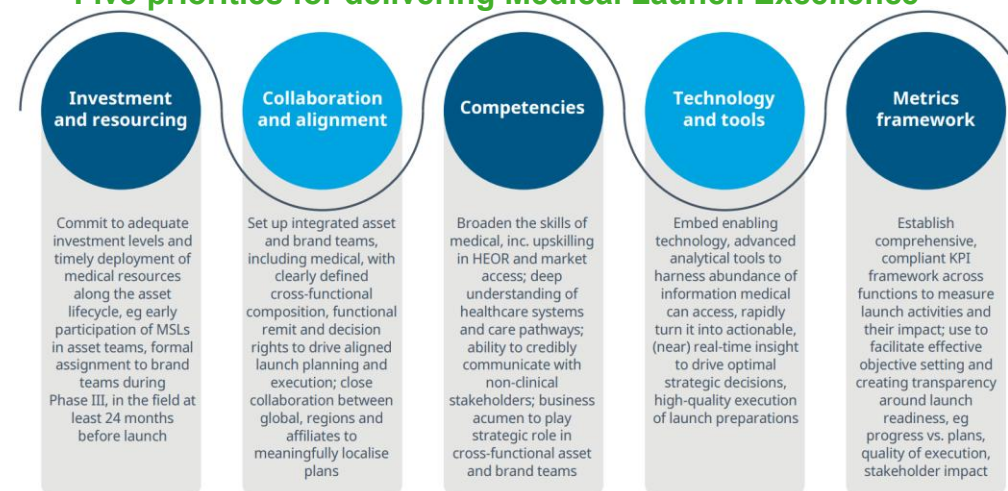 Five priorities for delivering Medical Launch Excellence
Investment
and resourcing
Commit to adequate
investment levels and
timely deployment of
medical resources
along the asset
lifecycle, eg early
participation of MSLs
in asset teams, formal
assignment to brand
teams during
Phase III, in the field at
least 24 months
before launch
Collaboration
and alignment
Set up integrated asset
and brand teams,
including medical, with
clearly defined
cross-functional
composition, functional
remit and decision
rights to drive aligned
launch planning and
execution; close
collaboration between
global, regions and
affiliates to
meaningfully localise
plans
Competencies
Broaden the skills of
medical, inc. upskilling
in HEOR and market
access; deep
understanding of
healthcare systems
and care pathways;
ability to credibly
communicate with
non-clinical
stakeholders; business
acumen to play
strategic role in
cross-functional asset
and brand teams
Technology
and tools
Embed enabling
technology, advanced
analytical tools to
harness abundance of
information medical
can access, rapidly
turn it into actionable,
(near) real-time insight
to drive optimal
strategic decisions,
high-quality execution
of launch preparations
Metrics
framework
Establish
comprehensive,
compliant KPI
framework across
functions to measure
launch activities and
their impact; use to
facilitate effective
objective setting and
creating transparency
around launch
readiness, eg
progress vs. plans,
quality of execution,
stakeholder impact